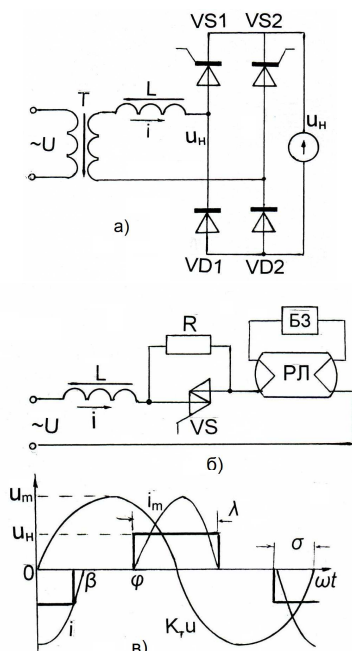 VS1 VS2
T
L
i
~U
uн
uн
VD1 VD2
а)
БЗ
R
L
РЛ
~U
i
VS
б)
um
im
λ
uн
σ
0
β
φ
ωt
i
Kтu
в)